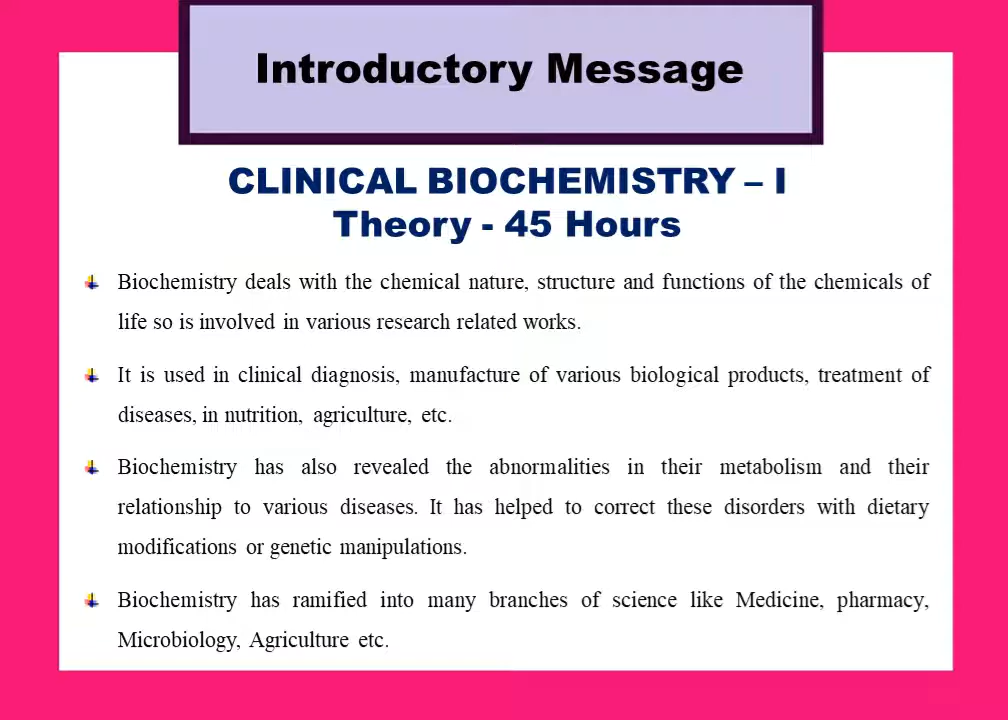 Introductory Message
CLINICAL BIOCHEMISTRY – I
Theory - 45 Hours
Biochemistry deals with the chemical nature, structure and functions of the chemicals of
life so is involved in various research related works.
It is used in clinical diagnosis, manufacture of various biological products, treatment of
diseases, in nutrition, agriculture, etc.
Biochemistry has also revealed the abnormalities in their metabolism and their
relationship to various diseases. It has helped to correct these disorders with dietary
modifications or genetic manipulations.
Biochemistry has ramified into many branches of science like Medicine, pharmacy,
Microbiology, Agriculture etc.